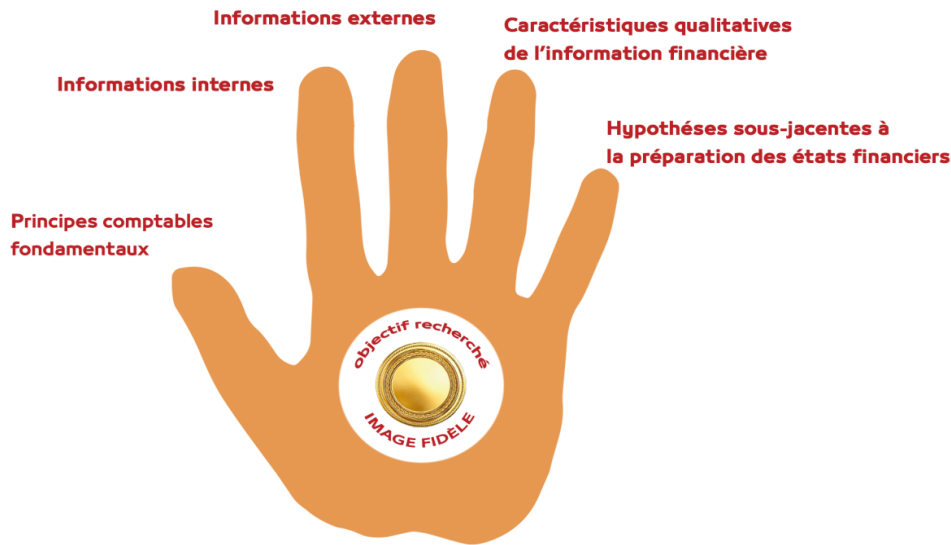 Informations externes
Caractéristiques qualitatives
de l'information financière
Informations internes
Hypothéses sous-jacentes à
la préparation des états financiers
Principes comptables
fondamentaux
objectif recherché
IMAGE FIDÈLE